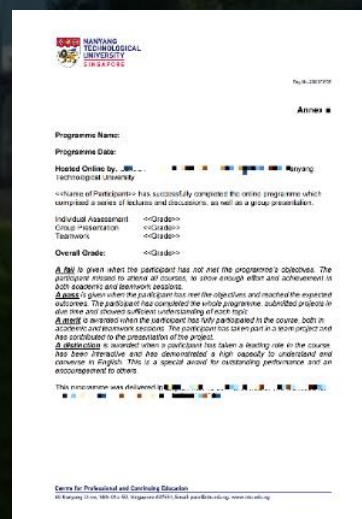 NANYANG
TECHNOLOGICAL
UNIVERSITY
SINGAPORE
Annex
Programme Name:
Programme Date:
Hosted Online by,
Technological University
<<Name of Participant>> has successfully completed the online programme which
comprised a series of lectures and discussions, as well as a group presentation.
Individual Assessment <<Grade>>
Group Presentation <<Grade>>
Teamwork <<Grade>>
Overall Grade: <<Grade>>
A fail is given when the participant has not met the programme's objectives. The
participant missed to attend all courses, to show enough effort and achievement in
both academic and teamwork sessions.
A pass is given when the participant has met the objectives and reached the expected
outcomes. The participant has completed the whole programme, submitted projects in
due time and showed sufficient understanding of each topic.
A merit is awarded when the participant has fully participated in the course, both in
academic and teamwork sessions. The participant has taken part in a team project and
has contributed to the presentation of the project.
A distinction is awarded when a participant has taken a leading role in the course,
has been interactive and has demonstrated a high capacity to understand and
converse in English. This is a special award for outstanding performance and an
encouragement to others.
This programme was delivered
Centre for Professional and Continuing Education